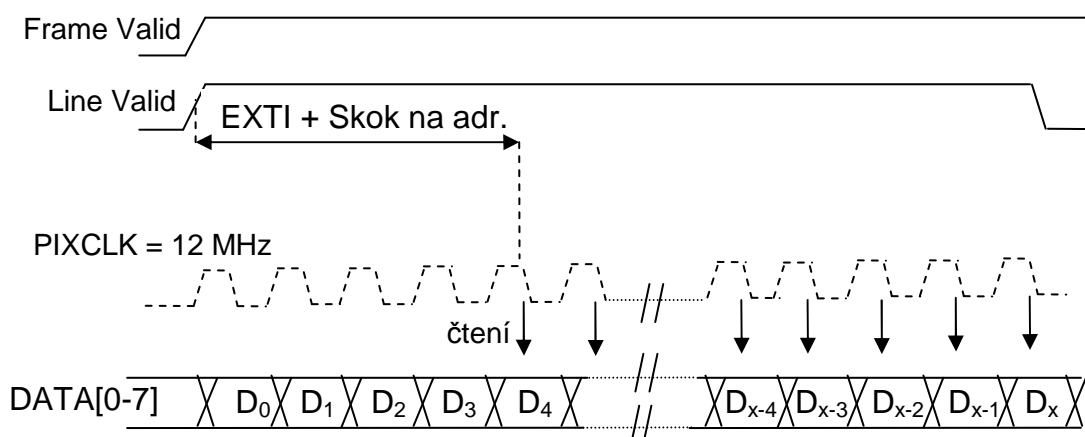 Frame Valid
Line Valid
EXTI + Skok na adr.
PIXCLK = 12 MHz
čtení
DATA[0-7] D0 D1 D2 D3 D4 Dx-4 Dx-3 Dx-2 Dx-1 Dx